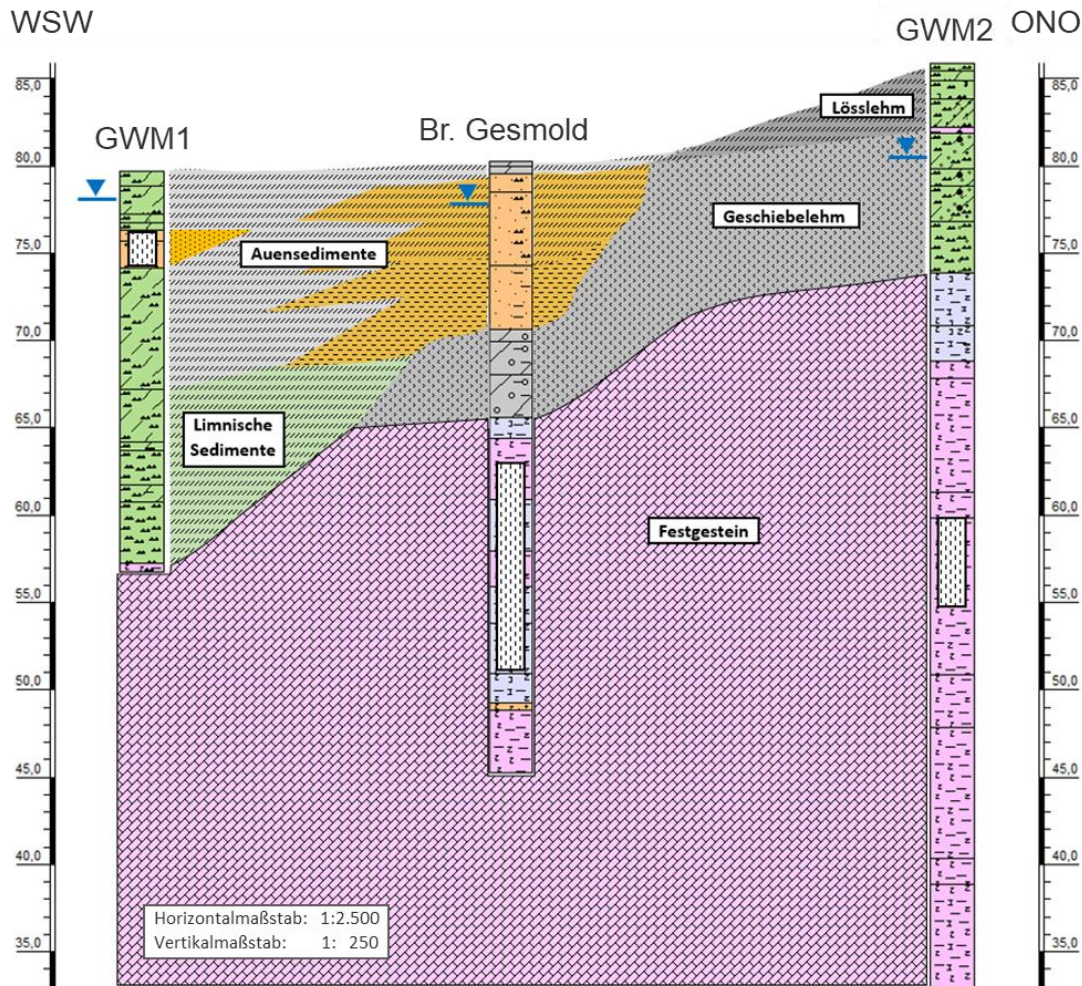 WSW
GWM2 ONO
GWM1
Br. Gesmold
85,0
80,0
75,0
70,0
65,0
60,0
55,0
50,0
45,0
40,0
35,0
Lösslehm
Geschiebelehm
Auensedimente
Limnische
Sedimente
Festgestein
Horizontalmaßstab: 1:2.500
Vertikalmaßstab: 1: 250
85,0
80,0
75,0
70,0
65,0
60,0
55,0
50,0
45,0
40,0
35,0